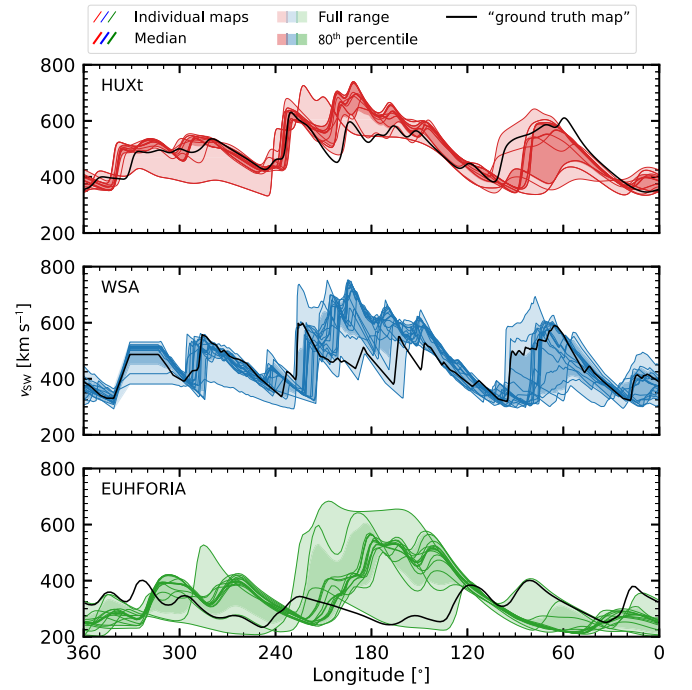 Individual maps Full range “ground truth map”
Median 80th percentile
HUXt
800
600
400
200
WSA
800
600
400
200
vSW [km s−1]
EUHFORIA
800
600
400
200
360 300 240 180 120 60 0
Longitude [°]